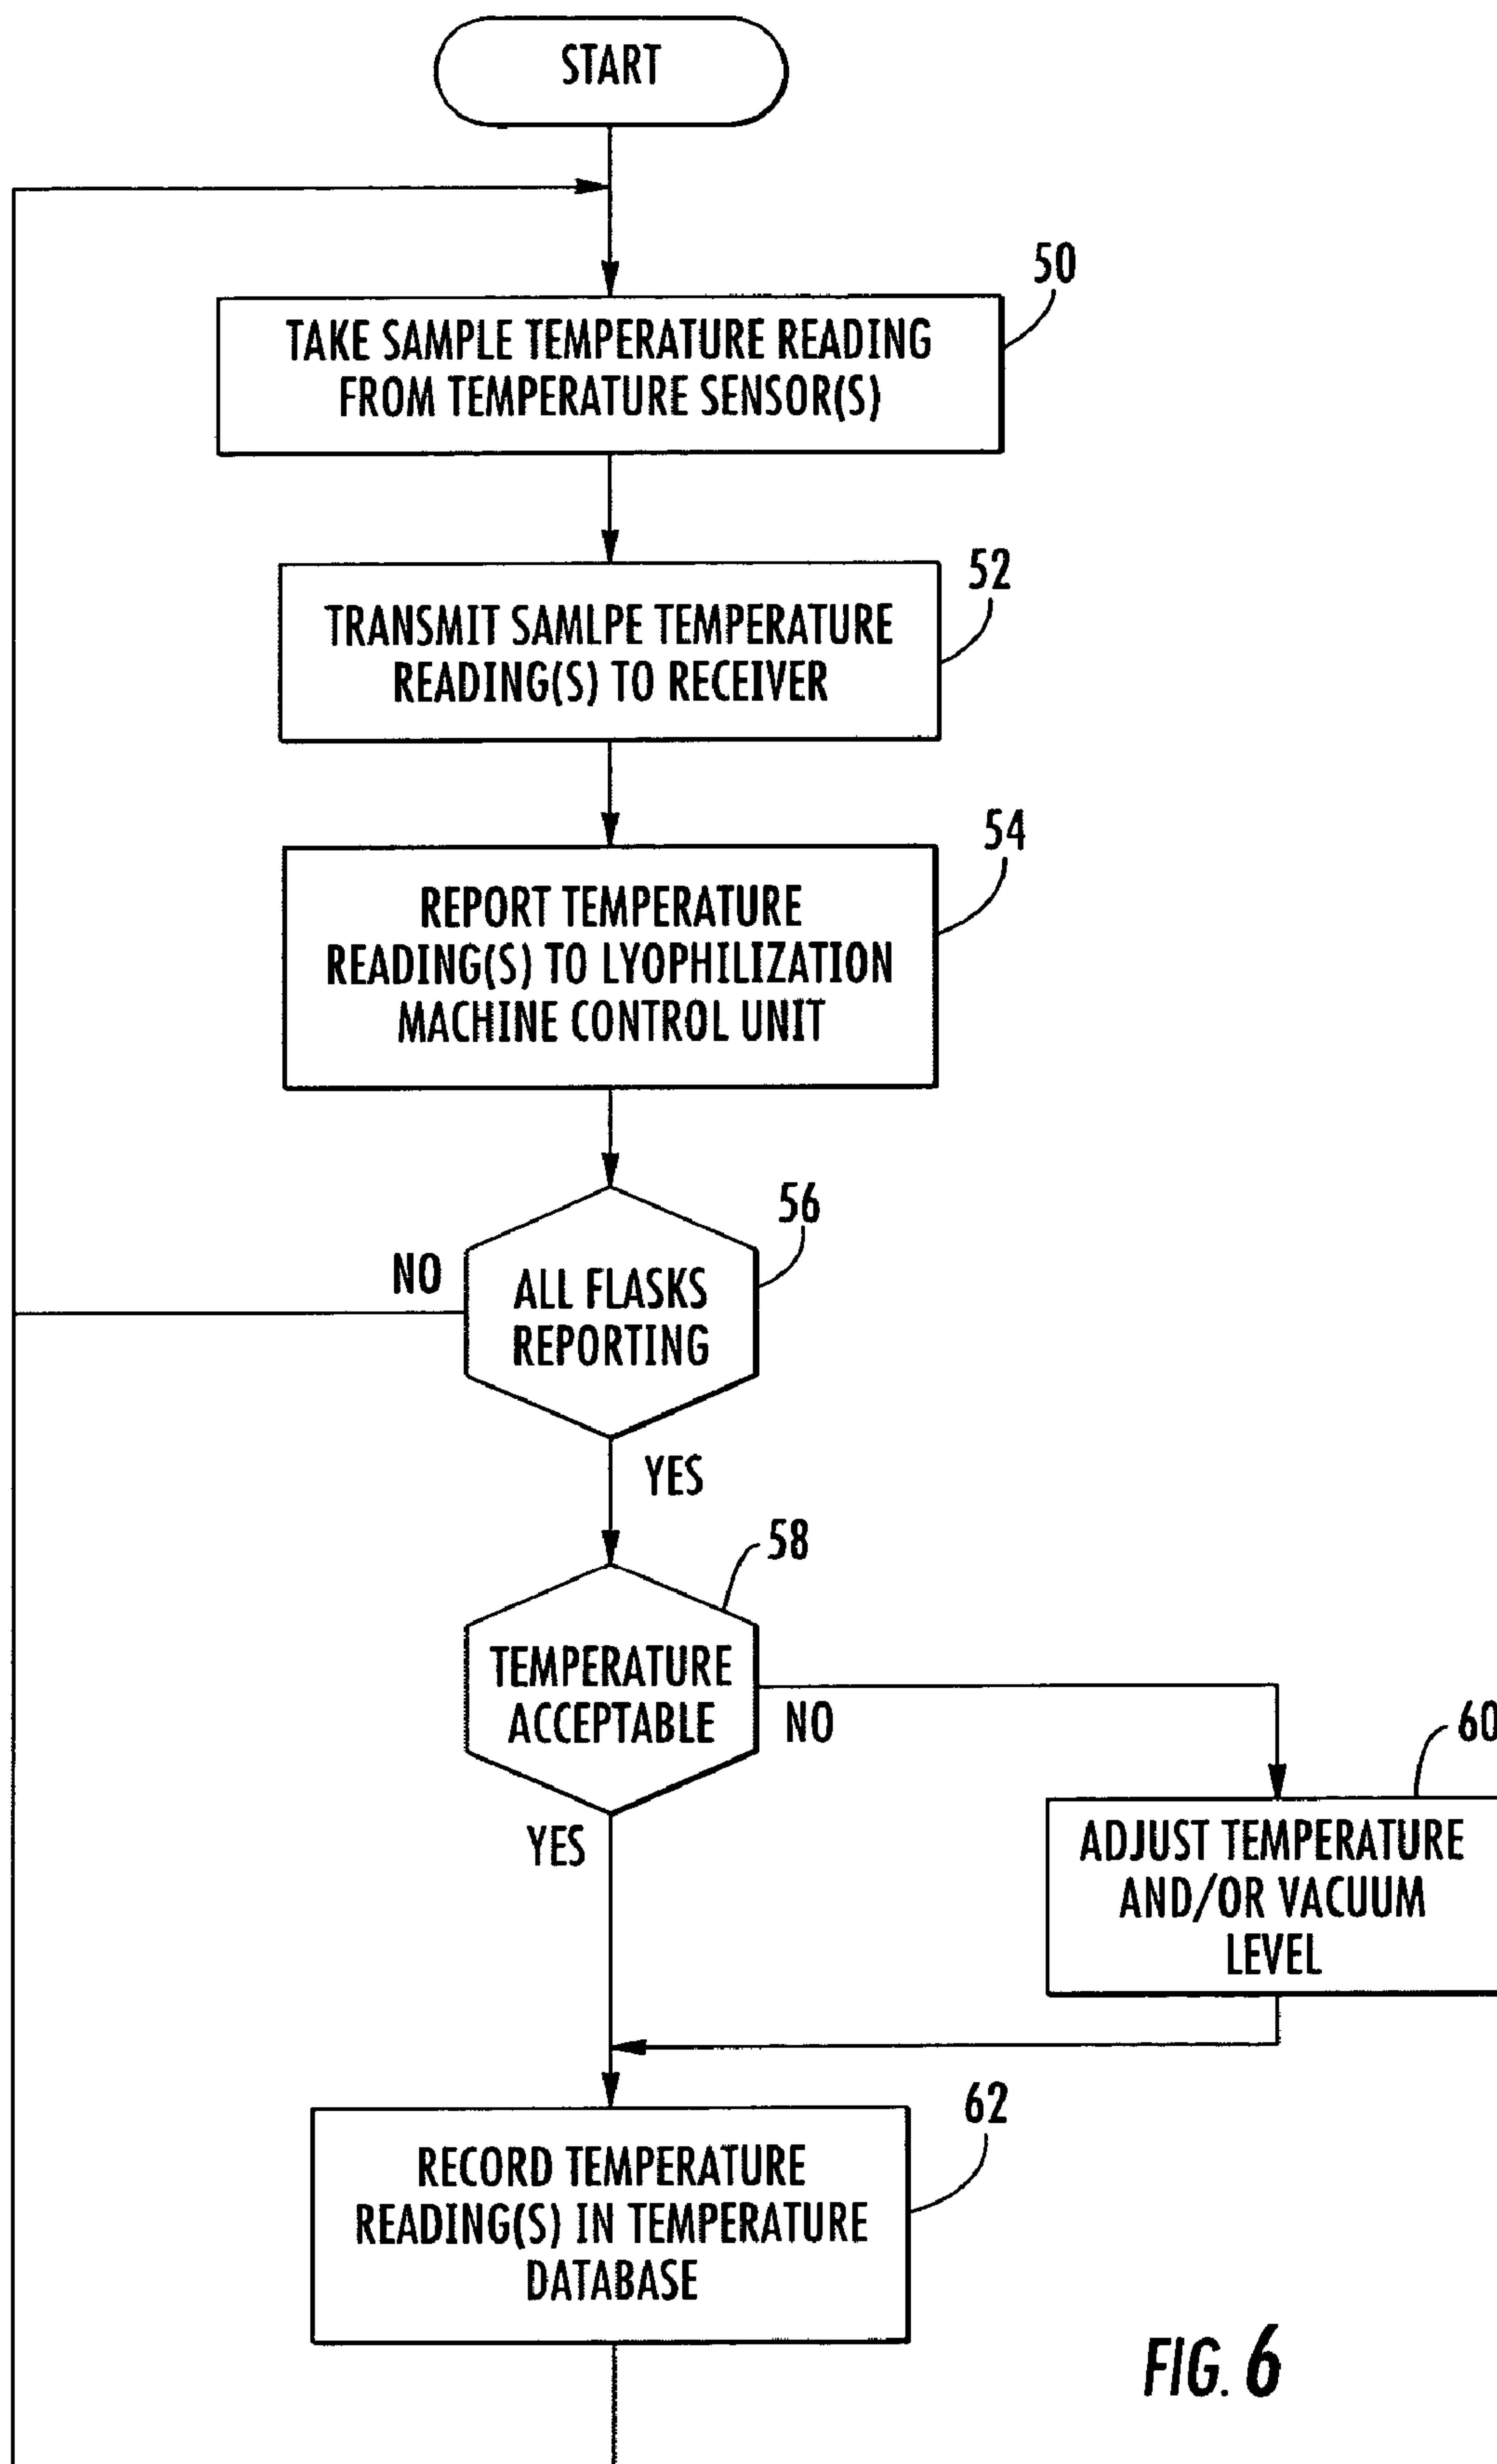 START
50
TAKE SAMPLE TEMPERATURE READING
FROM TEMPERATURE SENSOR(S)
52
TRANSMIT SAMLPE TEMPERATURE
READING(S) TO RECEIVER
54
REPORT TEMPERATURE
READING(S) TO LYOPHILIZATION
MACHINE CONTROL UNIT
56
NO
ALL FLASKS
REPORTING
YES
58
TEMPERATURE
ACCEPTABLE
NO
YES
60
ADJUST TEMPERATURE
AND/OR VACUUM
LEVEL
62
RECORD TEMPERATURE
READING(S) IN TEMPERATURE
DATABASE
FIG. 6